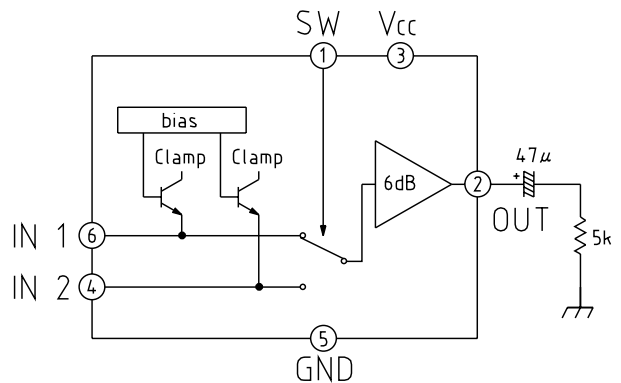 SW Vcc
1 3
bias
Clamp Clamp
47μ
+
6dB 2
OUT
IN 1 6
5k
IN 2 4
5
GND